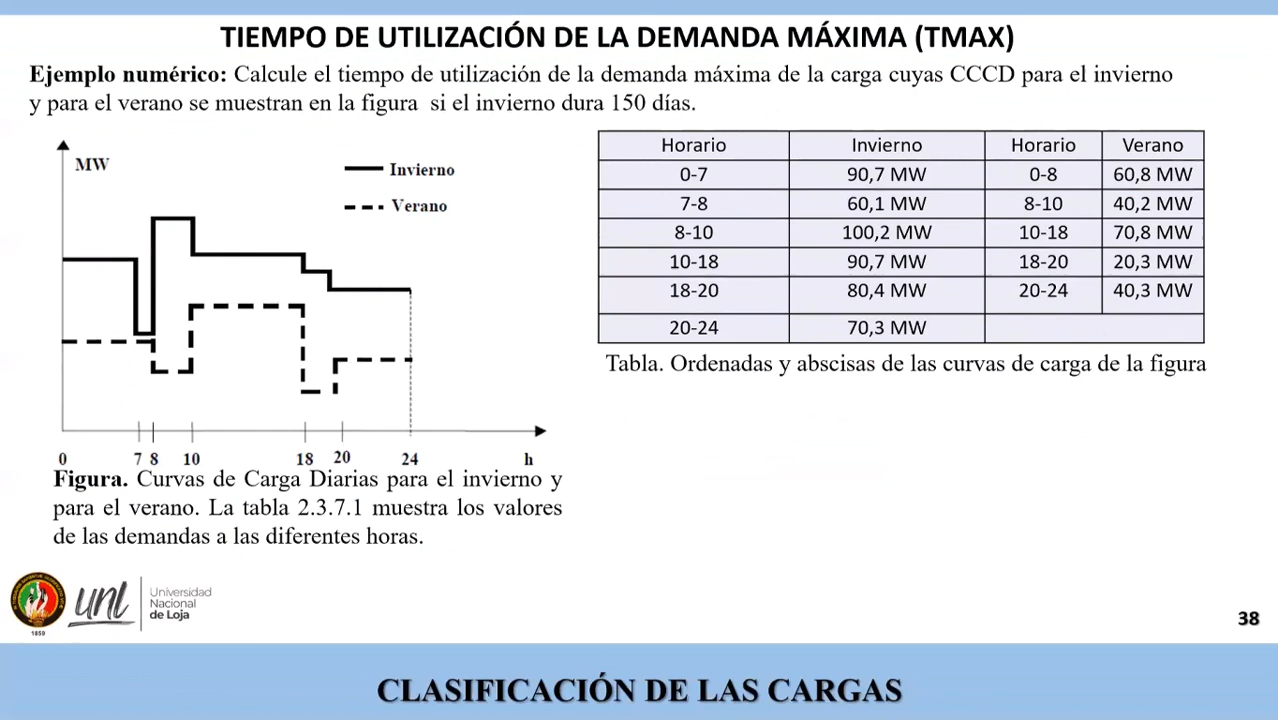 TIEMPO DE UTILIZACIÓN DE LA DEMANDA MÁXIMA (TMAX)
Ejemplo numérico: Calcule el tiempo de utilización de la demanda máxima de la carga cuyas CCCD para el invierno
y para el verano se muestran en la figura si el invierno dura 150 días.
MW
Invierno
Verano
0 7 8 10 18 20 24 h
Figura. Curvas de Carga Diarias para el invierno y
para el verano. La tabla 2.3.7.1 muestra los valores
de las demandas a las diferentes horas.
Horario Invierno Horario Verano
0-7 90,7 MW 0-8 60,8 MW
7-8 60,1 MW 8-10 40,2 MW
8-10 100,2 MW 10-18 70,8 MW
10-18 90,7 MW 18-20 20,3 MW
18-20 80,4 MW 20-24 40,3 MW
20-24 70,3 MW
Tabla. Ordenadas y abscisas de las curvas de carga de la figura
1859
unl
Universidad
Nacional
de Loja
38
CLASIFICACIÓN DE LAS CARGAS